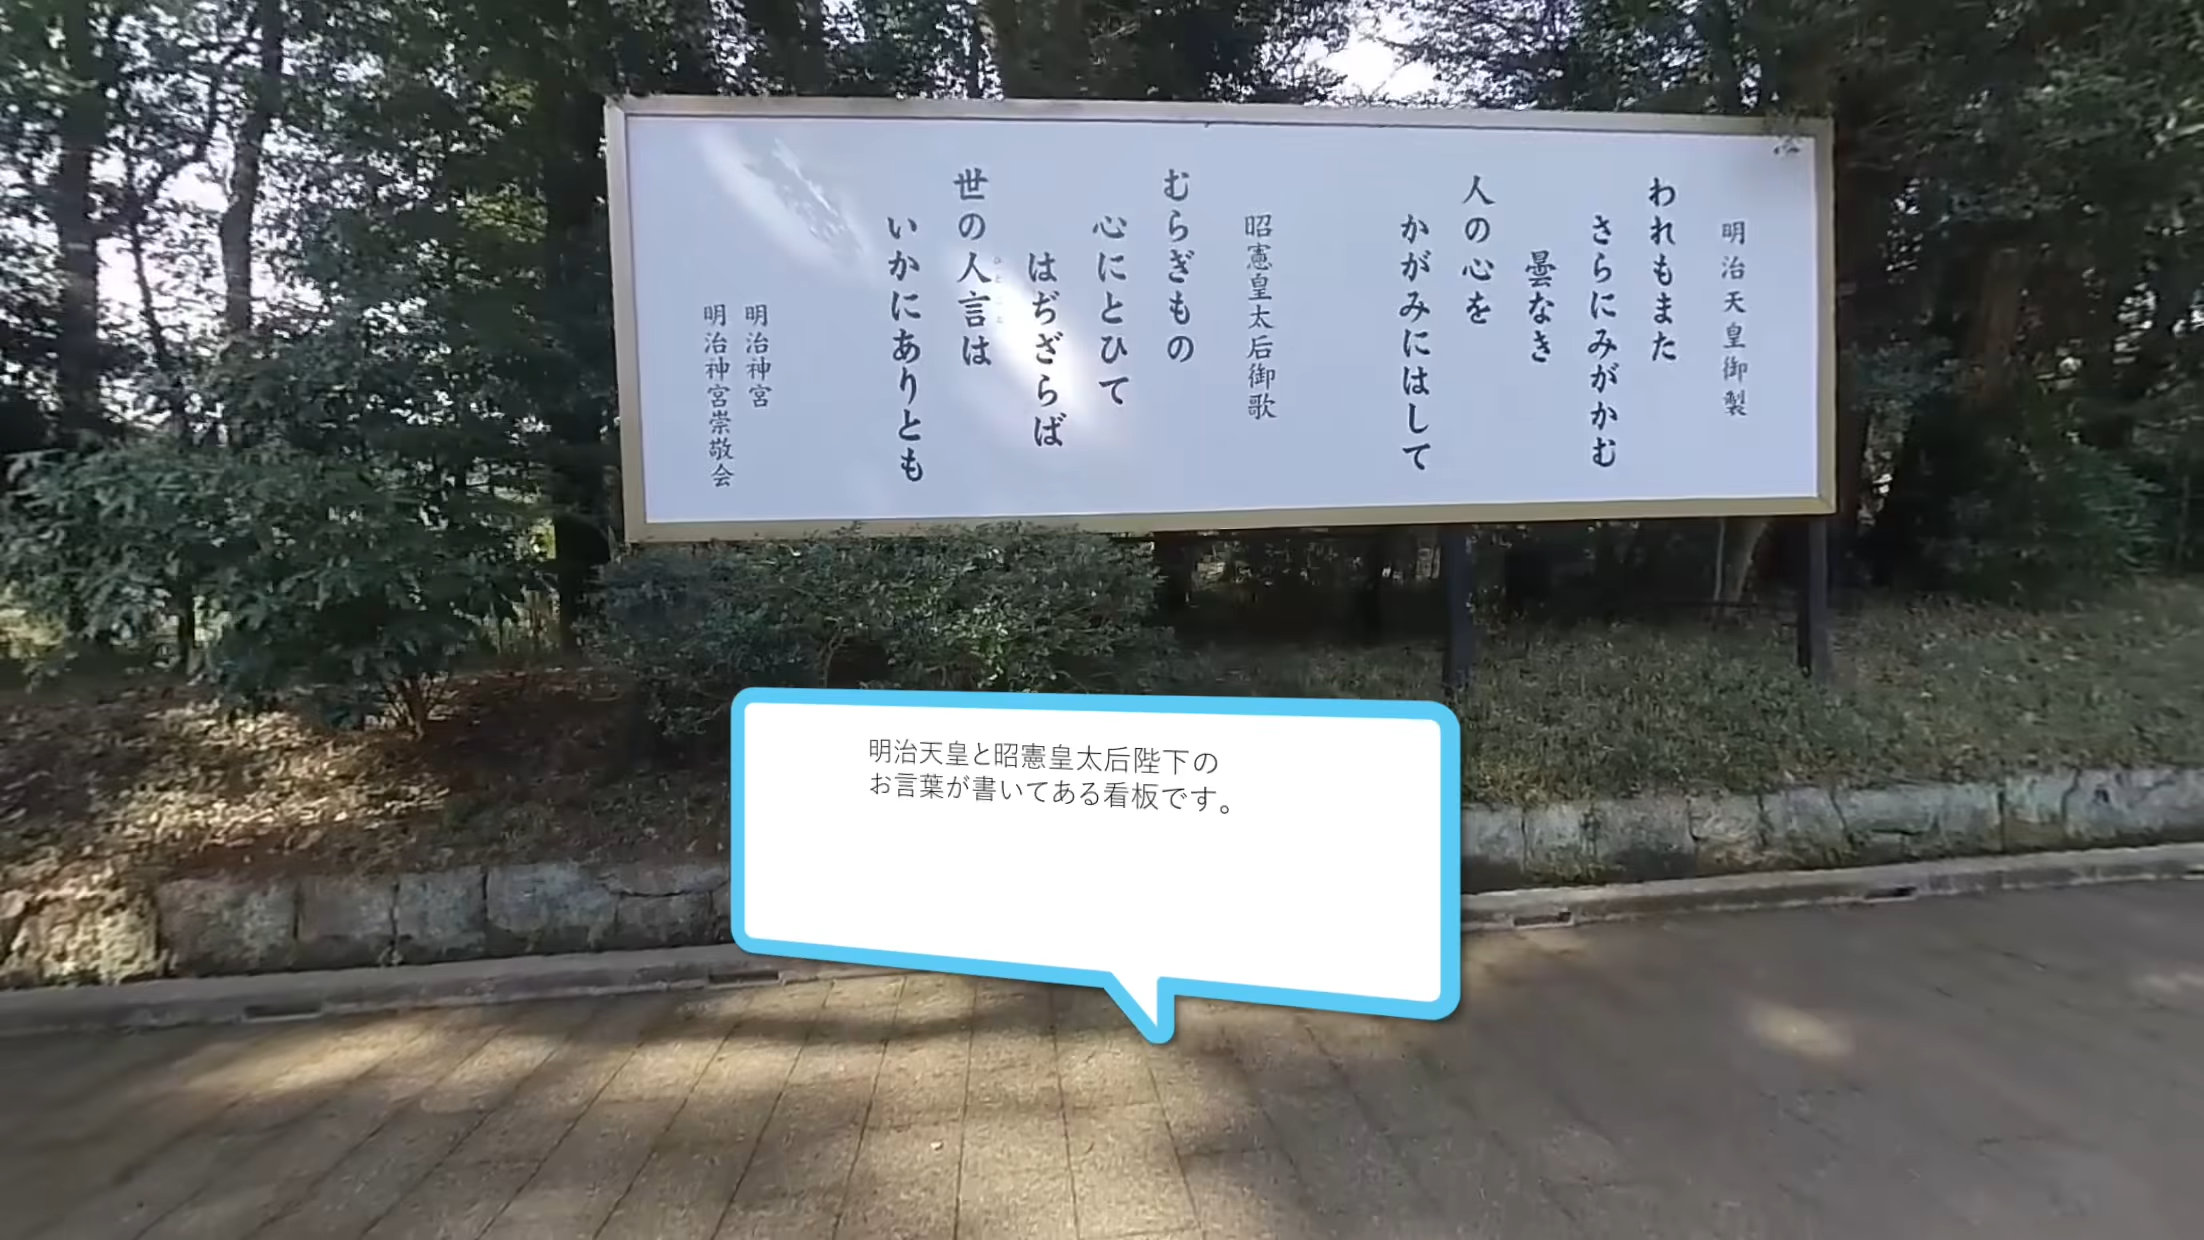 明治天皇御製
われもまた
さらにみがかむ
曇なき
人の心を
かがみにはして
昭憲皇太后御歌
むらぎもの
心にとひて
はぢざらば
世の人言は
ひとごと
いかにありとも
明治神宮
明治神宮崇敬会
明治天皇と昭憲皇太后陛下の
お言葉が書いてある看板です。